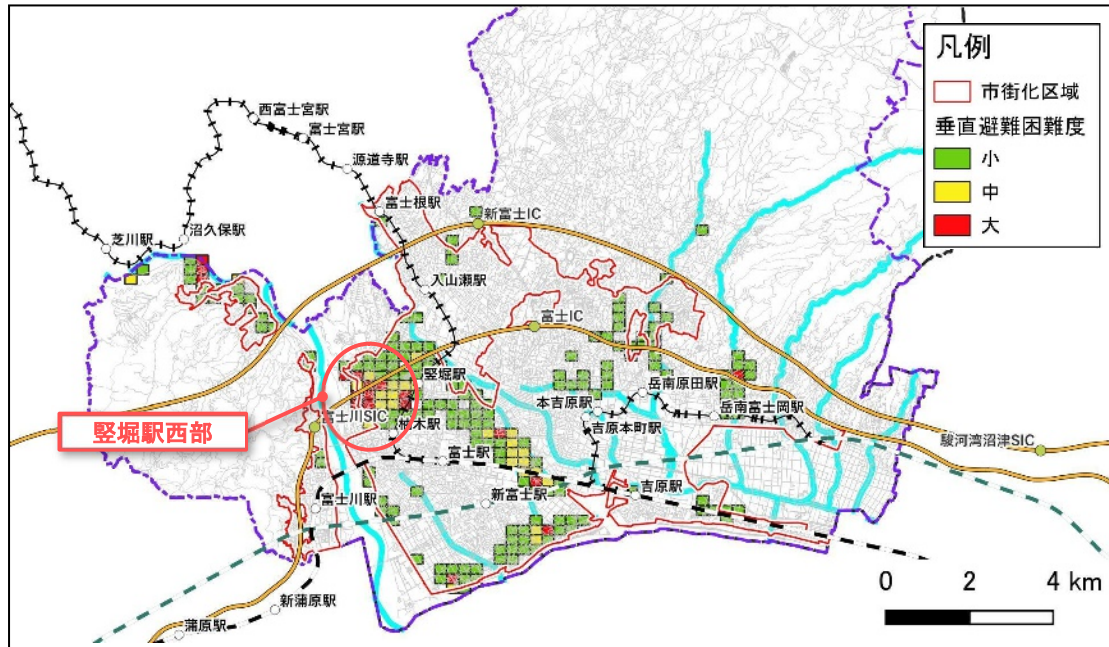 凡例
市街化区域
垂直避難困難度
小
中
大
西富士宮駅
富士宮駅
源道寺駅
富士根駅
新富士IC
沼久保駅
芝川駅
入山瀬駅
富士IC
竪堀駅
岳南原田駅
本吉原駅
岳南富士岡駅
富士川SIC
柚木駅
吉原本町駅
竪堀駅西部
駿河湾沼津SIC
富士駅
吉原駅
新富士駅
富士川駅
新蒲原駅
蒲原駅
0 2 4 km